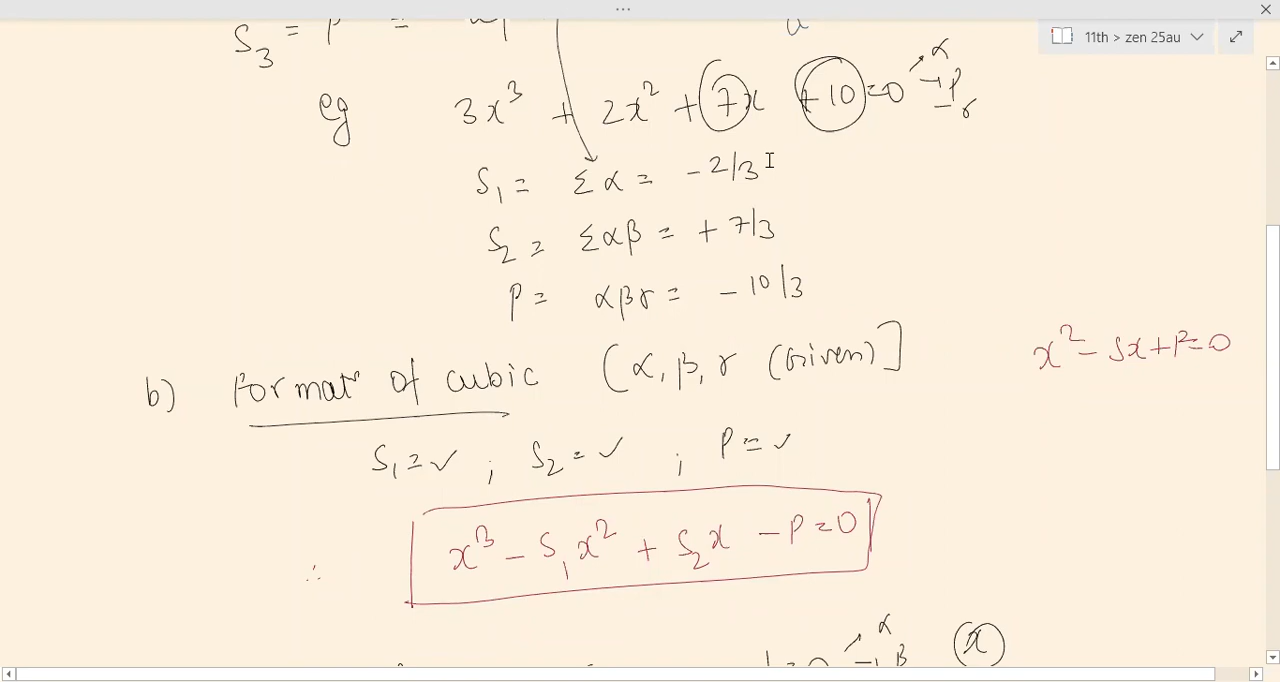 11th > zen 25au
S₃ = P =
a
eg 3x³ + 2x² + 7x + 10 = 0 α β γ
S₁ = Σα = -2/3
S₂ = Σαβ = + 7/3
P = αβγ = - 10/3
b) Format° of cubic (α, β, γ (Given)]
x² - Sx + P = 0
S₁ = ✓ ; S₂ = ✓ ; P = ✓
∴ x³ - S₁x² + S₂x - P = 0
α
β (x)